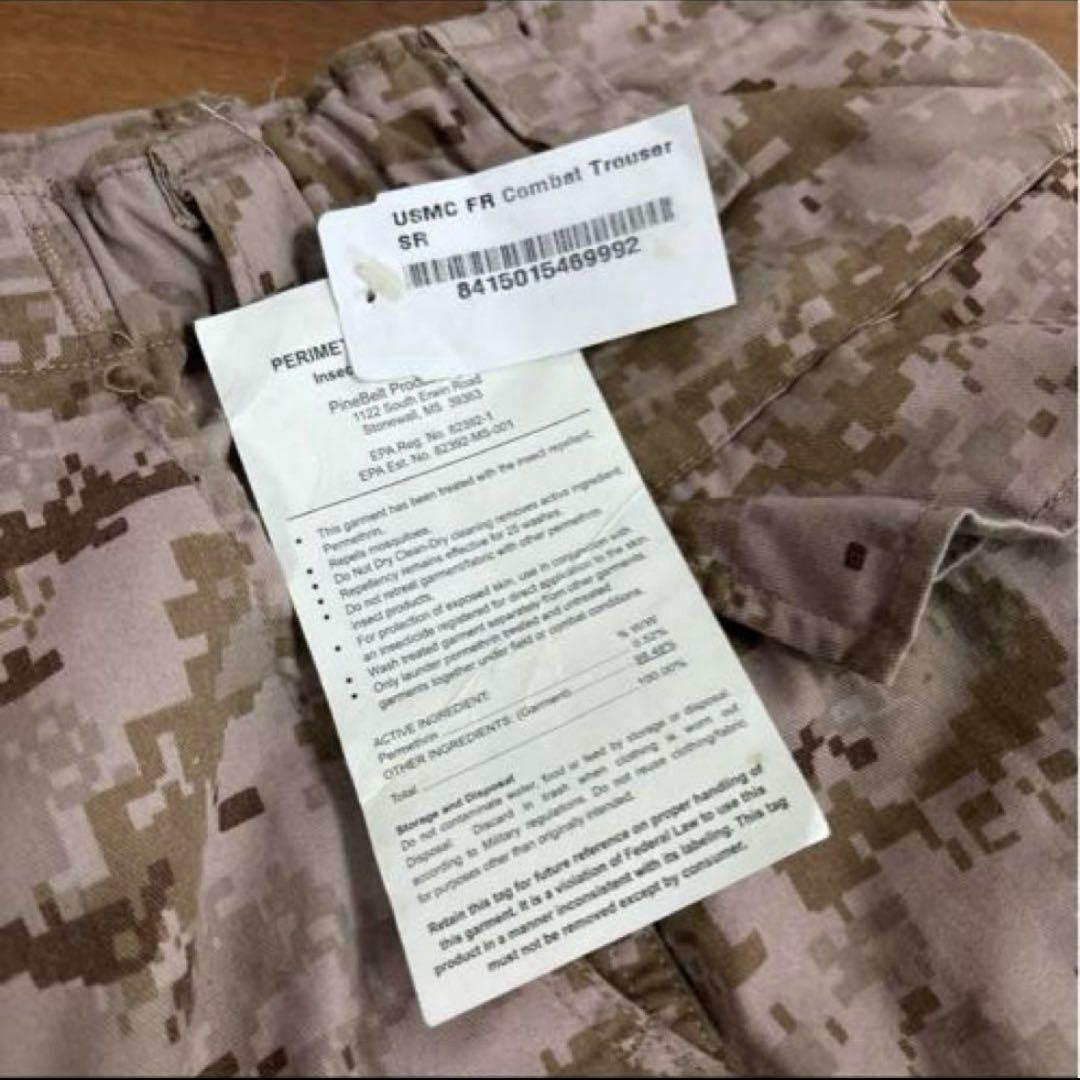 USMC FR Combat Trouser
SR
8415015469992
PERIMET
Insec
PineBelt Proc
1122 South Erwin Road
Stonewall, MS 39363
EPA Reg. No. 82392-1
EPA Est. No. 82392-MS-001
• This garment has been treated with the insect repellent,
Permethrin.
• Repels mosquitoes.
• Do Not Dry Clean-Dry cleaning removes active ingredient.
• Repellency remains effective for 25 washes.
• Do not retreat garment/fabric with other permethrin
insect products.
• For protection of exposed skin, use in conjunction with
an insecticide registered for direct application to the skin.
• Wash treated garment separately from other garments.
• Only launder permethrin treated and untreated
garments together under field or combat conditions.
ACTIVE INGREDIENT: % W/W
Permethrin 0.52%
OTHER INGREDIENTS: (Garment) 99.48%
Total 100.00%
Storage and Disposal
Do not contaminate water, food or feed by storage or disposal.
Disposal: Discard in trash when clothing is worn out
according to Military regulations. Do not reuse clothing/fabric
for purposes other than originally intended.
Retain this tag for future reference on proper handling of
this garment. It is a violation of Federal Law to use this
product in a manner inconsistent with its labeling. This tag
must not be removed except by consumer.